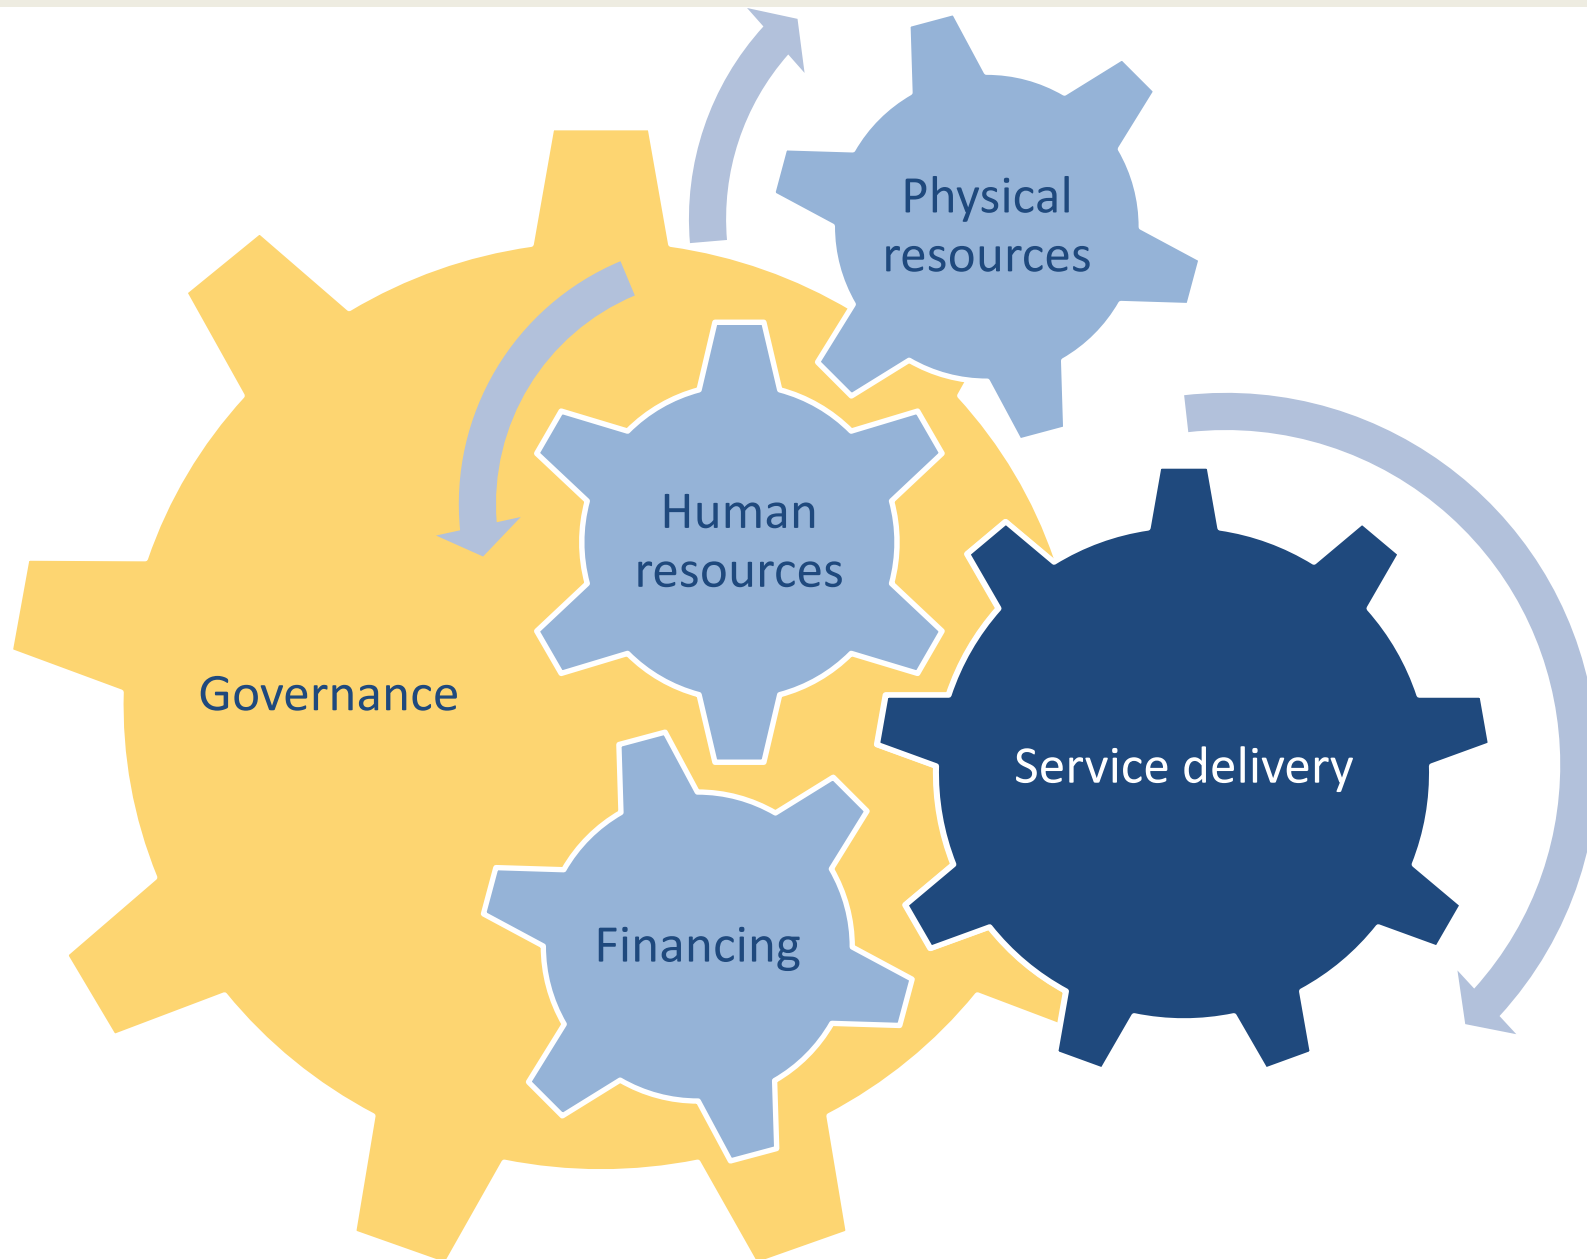 Physical
resources
Human
resources
Governance
Service delivery
Financing